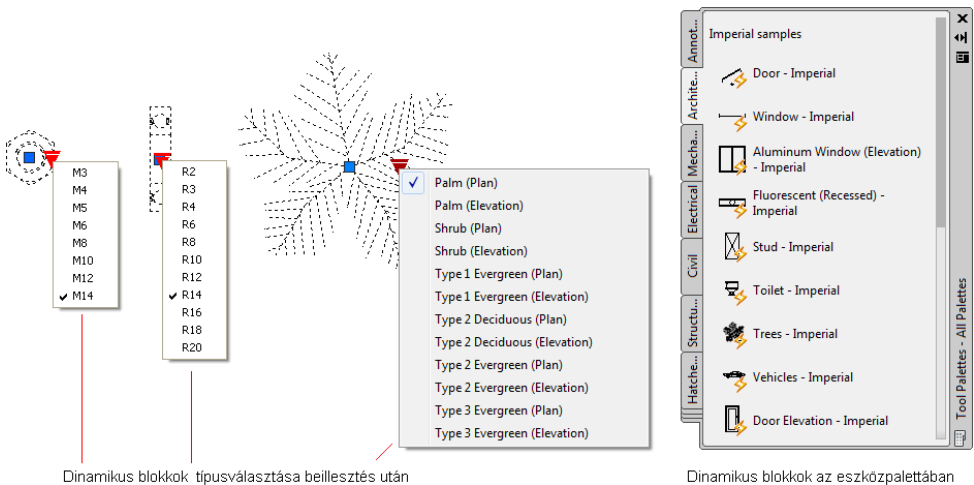 M3
M4
M5
M6
M8
M10
M12
M14
R2
R3
R4
R6
R8
R10
R12
R14
R16
R18
R20
Palm (Plan)
Palm (Elevation)
Shrub (Plan)
Shrub (Elevation)
Type 1 Evergreen (Plan)
Type 1 Evergreen (Elevation)
Type 2 Deciduous (Plan)
Type 2 Deciduous (Elevation)
Type 2 Evergreen (Plan)
Type 2 Evergreen (Elevation)
Type 3 Evergreen (Plan)
Type 3 Evergreen (Elevation)
Dinamikus blokkok típusválasztása beillesztés után
Annot...
Archite...
Mecha...
Electrical
Civil
Structu...
Hatche...
Imperial samples
Door - Imperial
Window - Imperial
Aluminum Window (Elevation)
- Imperial
Fluorescent (Recessed) -
Imperial
Stud - Imperial
Toilet - Imperial
Trees - Imperial
Vehicles - Imperial
Door Elevation - Imperial
Tool Palettes - All Palettes
Dinamikus blokkok az eszközpalettában